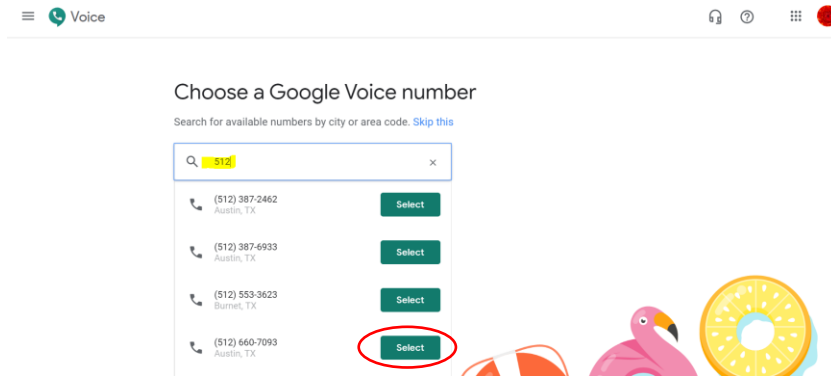 Voice
Choose a Google Voice number
Search for available numbers by city or area code. Skip this
512
(512) 387-2462
Austin, TX
Select
(512) 387-6933
Austin, TX
Select
(512) 553-3623
Burnet, TX
Select
(512) 660-7093
Austin, TX
Select